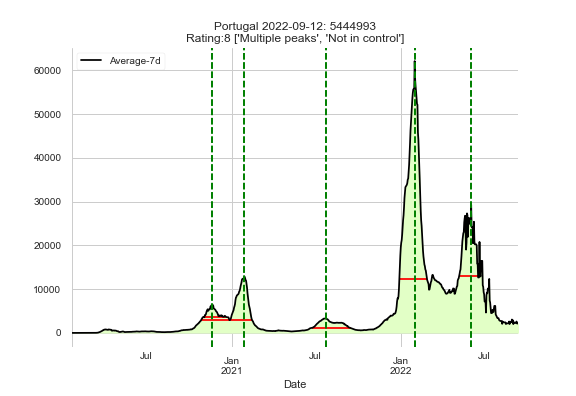 Portugal 2022-09-12: 5444993
Rating:8 ['Multiple peaks', 'Not in control']
Average-7d
60000
50000
40000
30000
20000
10000
0
Jul
Jan
2021
Jul
Jan
2022
Jul
Date